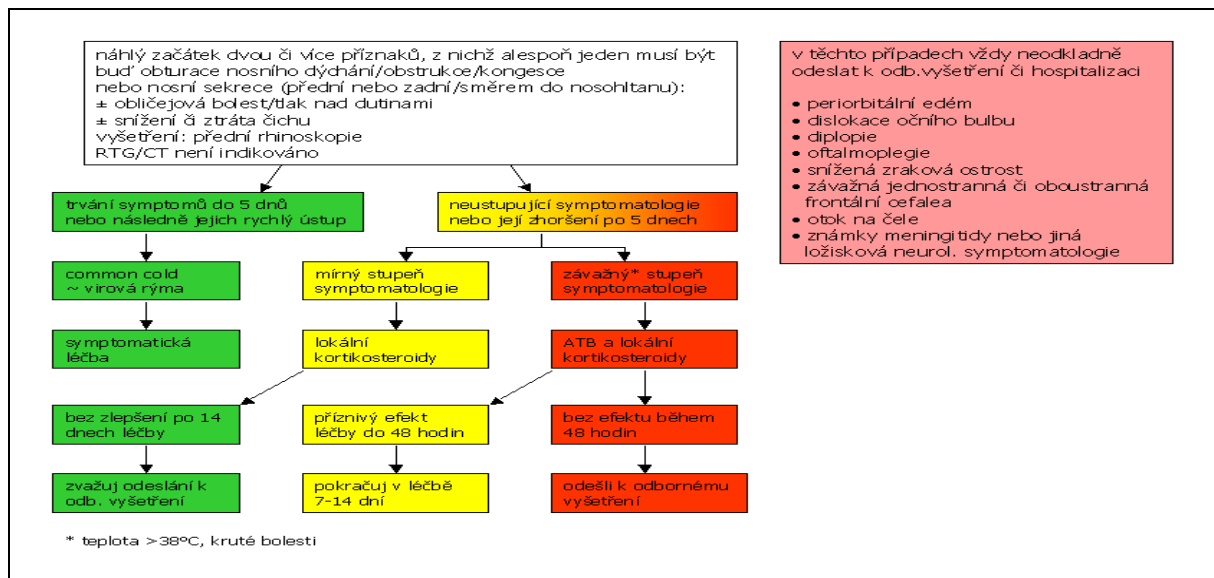 náhlý začátek dvou či více příznaků, z nichž alespoň jeden musí být
buď obturace nosního dýchání/obstrukce/kongesce
nebo nosní sekrece (přední nebo zadní/směrem do nosohltanu):
± obličejová bolest/tlak nad dutinami
± snížení či ztráta čichu
vyšetření: přední rhinoskopie
RTG/CT není indikováno
v těchto případech vždy neodkladně
odeslat k odb.vyšetření či hospitalizaci
• periorbitální edém
• dislokace očního bulbu
• diplopie
• oftalmoplegie
• snížená zraková ostrost
• závažná jednostranná či oboustranná
frontální cefalea
• otok na čele
• známky meningitidy nebo jiná
ložisková neurol. symptomatologie
trvání symptomů do 5 dnů
nebo následně jejich rychlý ústup
neustupující symptomatologie
nebo její zhoršení po 5 dnech
common cold
~ virová rýma
mírný stupeň
symptomatologie
závažný* stupeň
symptomatologie
symptomatická
léčba
lokální
kortikosteroidy
ATB a lokální
kortikosteroidy
bez zlepšení po 14
dnech léčby
příznivý efekt
léčby do 48 hodin
bez efektu během
48 hodin
zvažuj odeslání k
odb. vyšetření
pokračuj v léčbě
7-14 dní
odešli k odbornému
vyšetření
* teplota >38°C, kruté bolesti